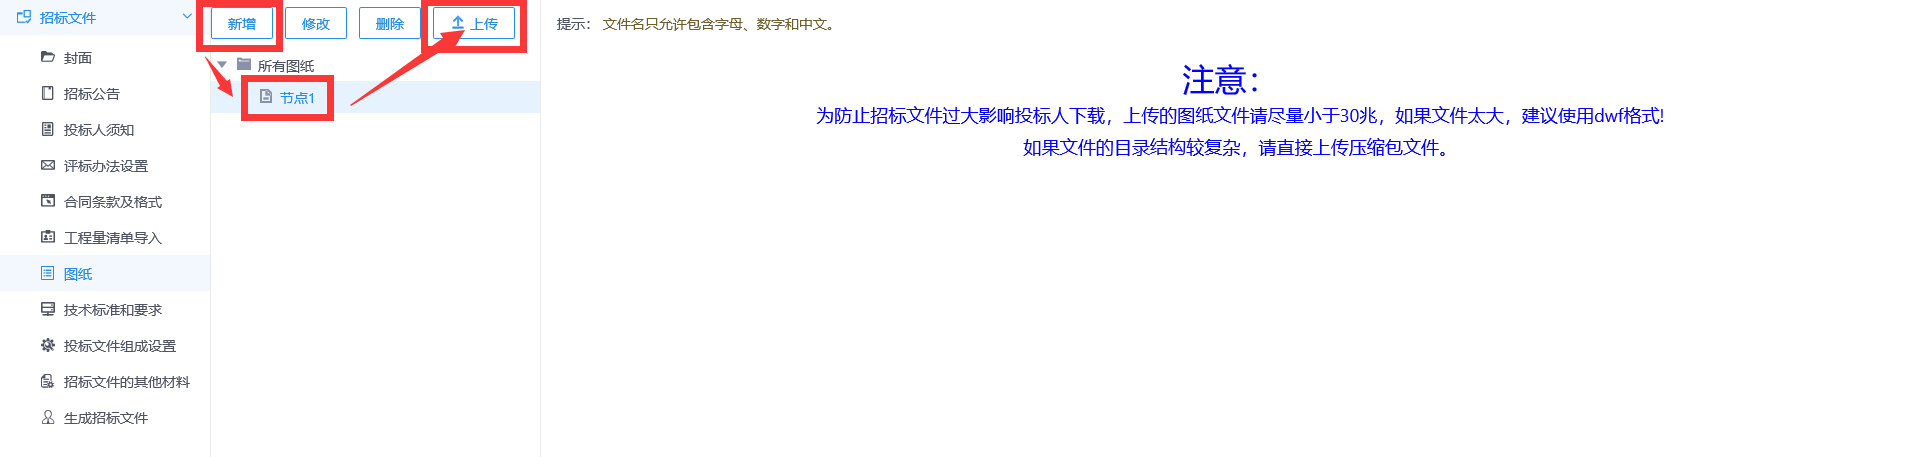 招标文件
封面
招标公告
投标人须知
评标办法设置
合同条款及格式
工程量清单导入
图纸
技术标准和要求
投标文件组成设置
招标文件的其他材料
生成招标文件
新增 修改 删除 上传
所有图纸
节点1
提示： 文件名只允许包含字母、数字和中文。
注意：
为防止招标文件过大影响投标人下载，上传的图纸文件请尽量小于30兆，如果文件太大，建议使用dwf格式!
如果文件的目录结构较复杂，请直接上传压缩包文件。